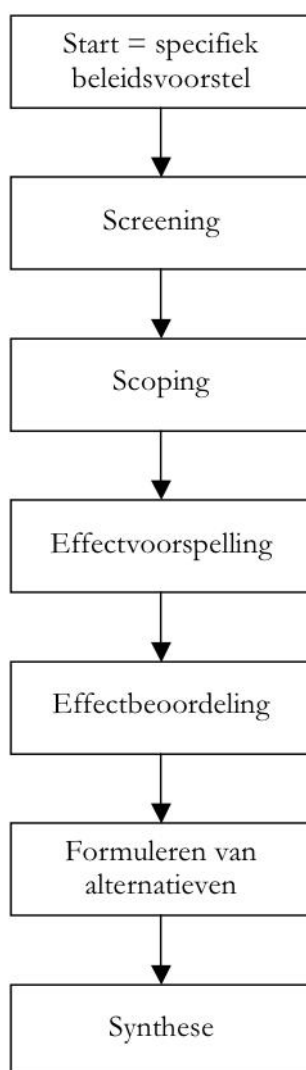 Start = specifiek
beleidsvoorstel
Screening
Scoping
Effectvoorspelling
Effectbeoordeling
Formuleren van
alternatieven
Synthese